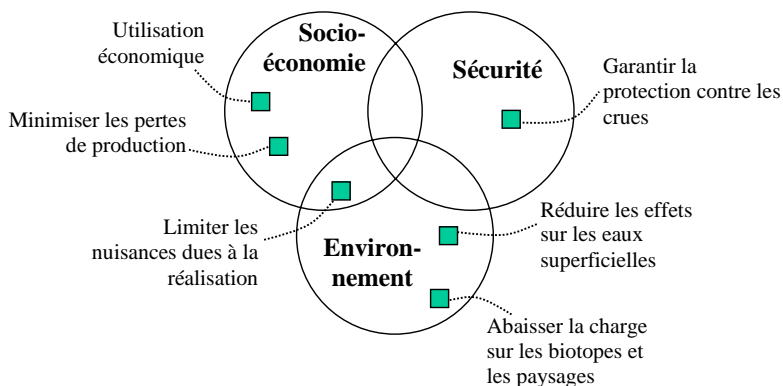 Utilisation
économique
Socio-
économie
Sécurité
Garantir la
protection contre les
crues
Minimiser les pertes
de production
Limiter les
nuisances dues à la
réalisation
Environ-
nement
Réduire les effets
sur les eaux
superficielles
Abaisser la charge
sur les biotopes et
les paysages